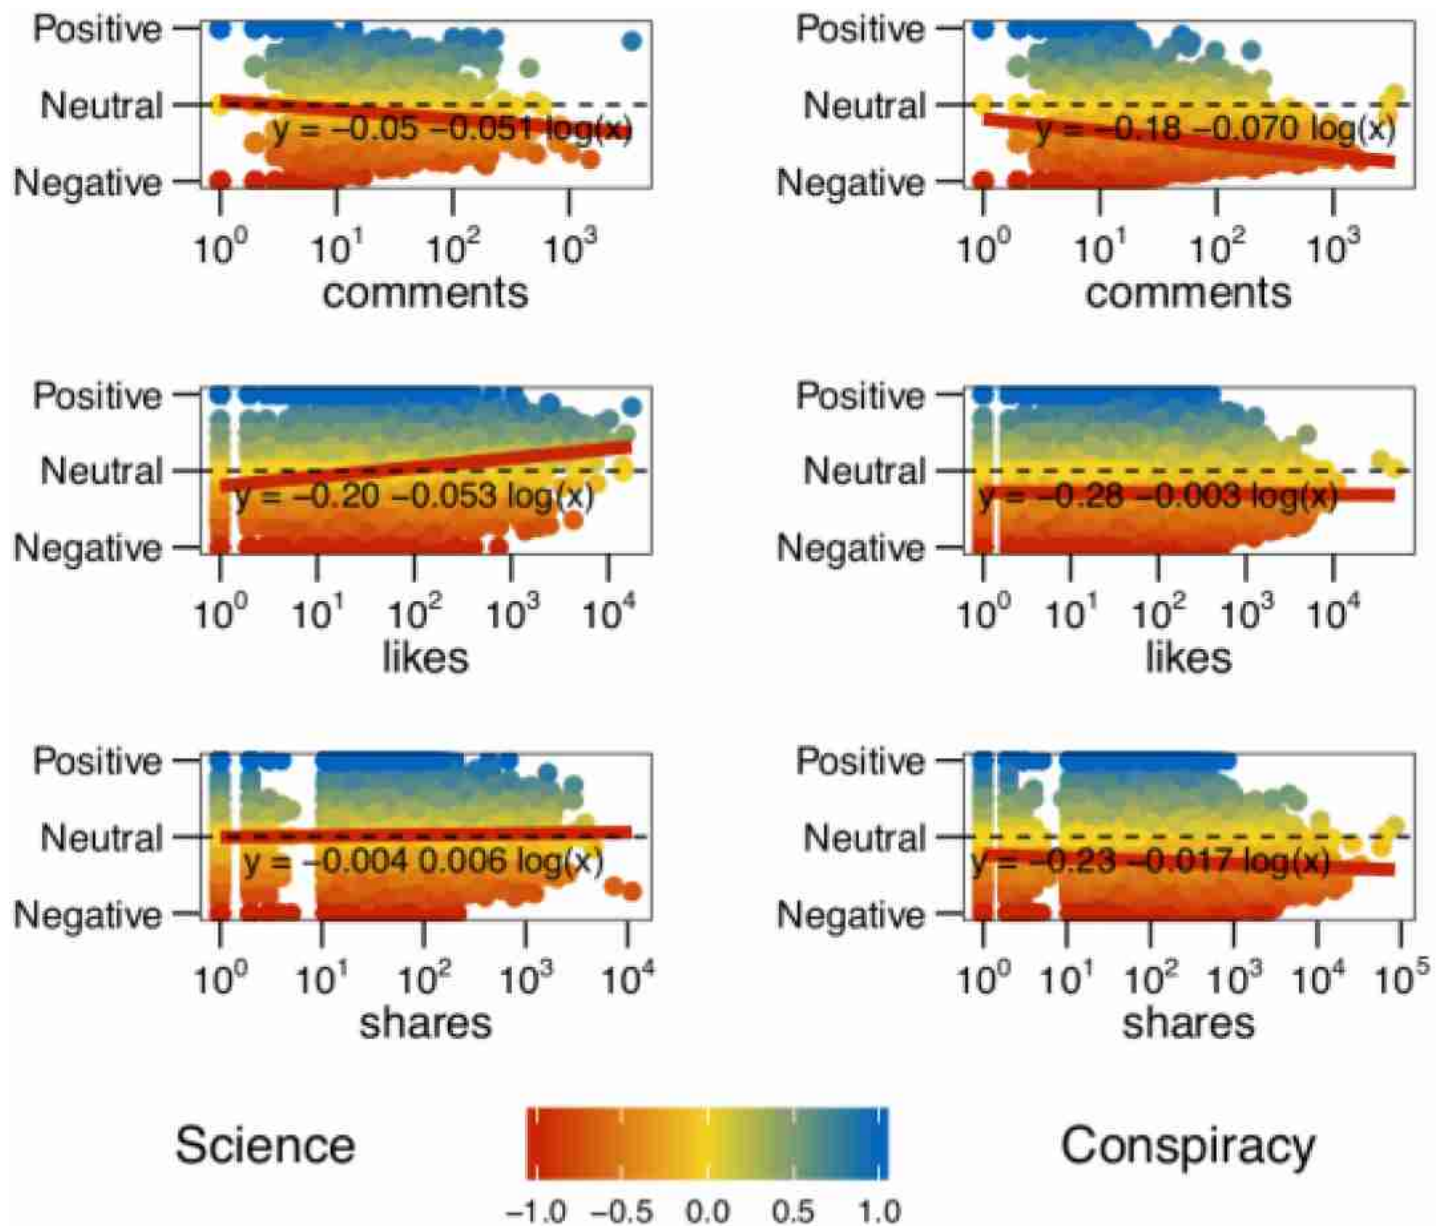 Positive
Neutral
Negative
y = −0.05 −0.051 log(x)
10⁰ 10¹ 10² 10³
comments
Positive
Neutral
Negative
y = −0.18 −0.070 log(x)
10⁰ 10¹ 10² 10³
comments
Positive
Neutral
Negative
y = −0.20 −0.053 log(x)
10⁰ 10¹ 10² 10³ 10⁴
likes
Positive
Neutral
Negative
y = −0.28 −0.003 log(x)
10⁰ 10¹ 10² 10³ 10⁴
likes
Positive
Neutral
Negative
y = −0.004 0.006 log(x)
10⁰ 10¹ 10² 10³ 10⁴
shares
Positive
Neutral
Negative
y = −0.23 −0.017 log(x)
10⁰ 10¹ 10² 10³ 10⁴ 10⁵
shares
Science
−1.0 −0.5 0.0 0.5 1.0
Conspiracy